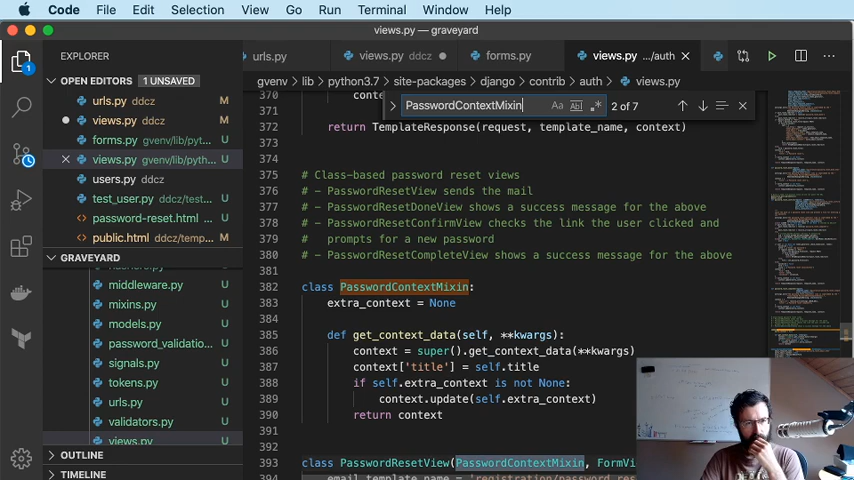 Code File Edit Selection View Go Run Terminal Window Help
views.py — graveyard
EXPLORER
urls.py
views.py ddcz
forms.py
views.py .../auth
OPEN EDITORS 1 UNSAVED
gvenv › lib › python3.7 › site-packages › django › contrib › auth › views.py
urls.py M
views.py M
forms.py gvenv/lib/pyt... U
views.py gvenv/lib/pyth... U
users.py ddcz
test_user.py ddcz/test... U
password-reset.html U
public.html ddcz/temp... U
GRAVEYARD
middleware.py U
mixins.py U
models.py U
password_validatio... U
signals.py U
tokens.py U
urls.py U
validators.py U
views.py U
OUTLINE
TIMELINE
PasswordContextMixin Aa Ab 2 of 7
370 conte
371
372 return TemplateResponse(request, template_name, context)
373
374
375 # Class-based password reset views
376 # - PasswordResetView sends the mail
377 # - PasswordResetDoneView shows a success message for the above
378 # - PasswordResetConfirmView checks the link the user clicked and
379 #   prompts for a new password
380 # - PasswordResetCompleteView shows a success message for the above
381
382 class PasswordContextMixin:
383 extra_context = None
384
385 def get_context_data(self, **kwargs):
386 context = super().get_context_data(**kwargs)
387 context['title'] = self.title
388 if self.extra_context is not None:
389 context.update(self.extra_context)
390 return context
391
392
393 class PasswordResetView(PasswordContextMixin, FormVi
394 email_template_name = 'registration/password_res